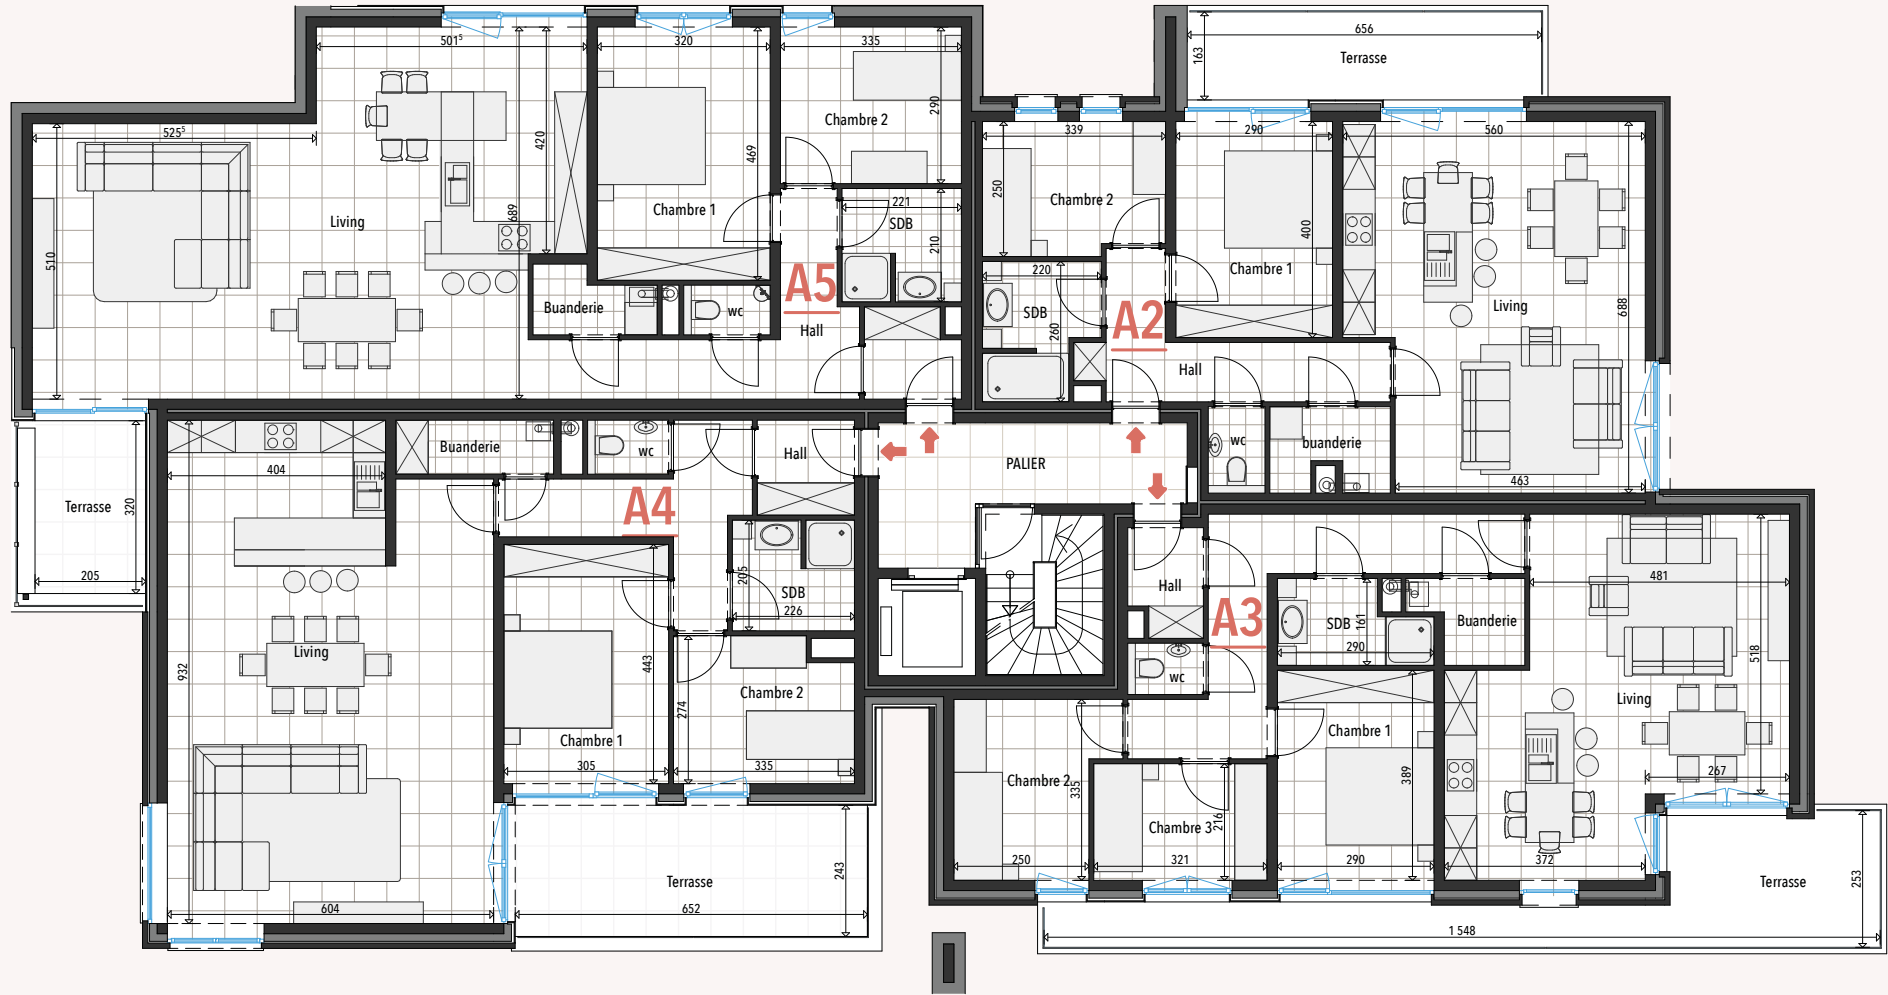 501⁵
320
335
656
163
Terrasse
525⁵
420
469
290
Chambre 2
339
290
560
510
689
Living
Chambre 1
221
SDB
210
250
Chambre 2
400
Chambre 1
Living
688
A5
Buanderie
wc
Hall
220
SDB
260
A2
Hall
404
Buanderie
wc
Hall
PALIER
wc
buanderie
463
Terrasse
320
205
A4
205
SDB
226
Hall
A3
SDB
161
290
Buanderie
481
518
932
Living
443
Chambre 1
305
274
Chambre 2
335
wc
Chambre 2
335
250
Chambre 3
216
321
Chambre 1
389
290
Living
267
372
604
Terrasse
652
243
Terrasse
253
1 548